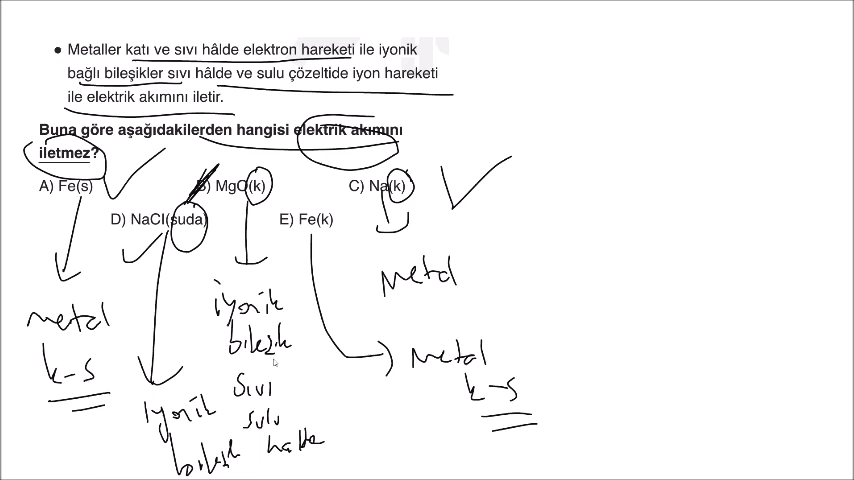 ● Metaller katı ve sıvı hâlde elektron hareketi ile iyonik
bağlı bileşikler sıvı hâlde ve sulu çözeltide iyon hareketi
ile elektrik akımını iletir.
Buna göre aşağıdakilerden hangisi elektrik akımını
iletmez?
A) Fe(s) B) MgO(k) C) Na(k)
D) NaCl(suda) E) Fe(k)
metal
k-s
iyonik
bileşik
iyonik
bileşik
sıvı
sulu
halde
Metal
Metal
k-s